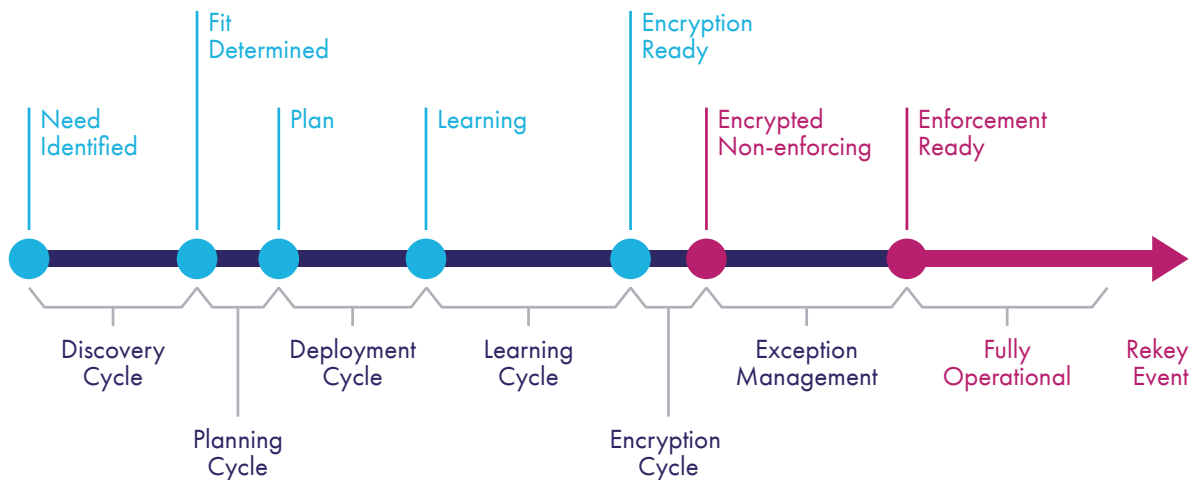 Fit
Determined
Encryption
Ready
Need
Identified
Plan
Learning
Encrypted
Non-enforcing
Enforcement
Ready
Discovery
Cycle
Deployment
Cycle
Learning
Cycle
Exception
Management
Fully
Operational
Rekey
Event
Planning
Cycle
Encryption
Cycle